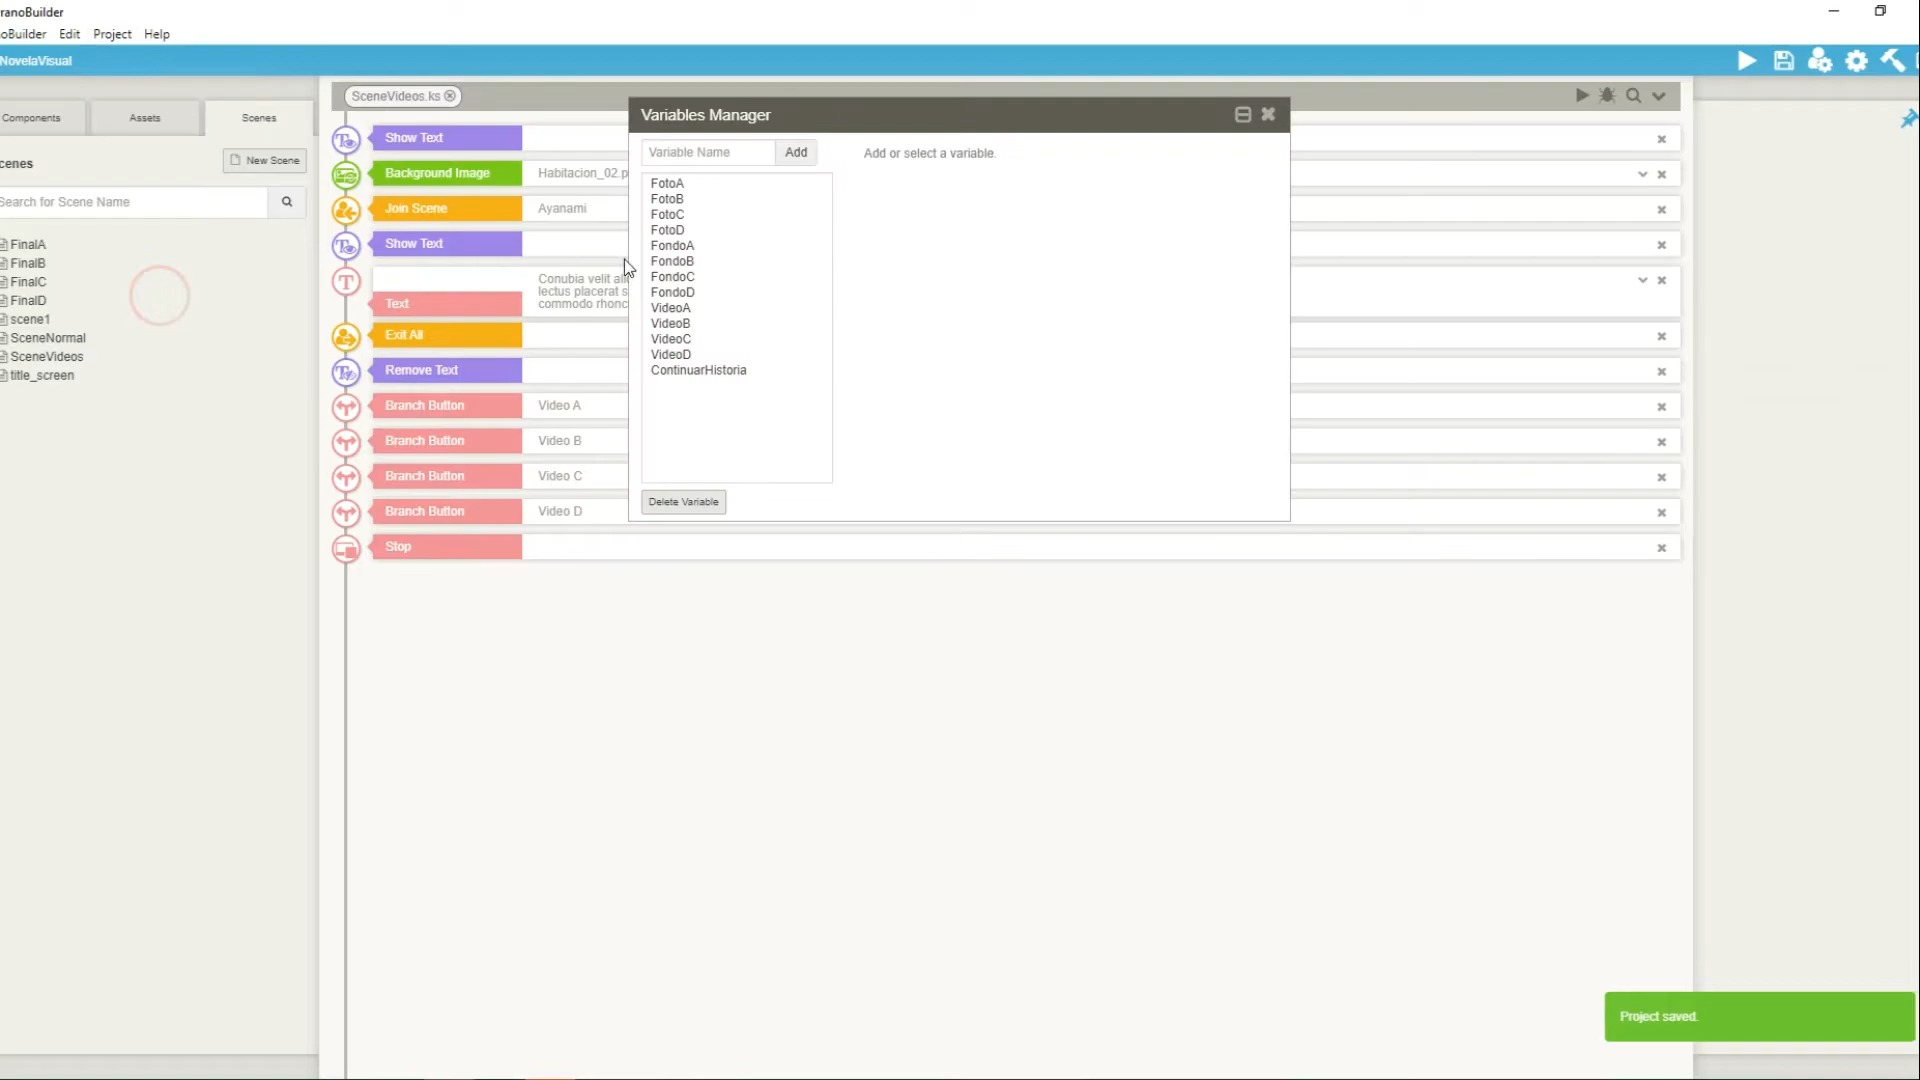 ranoBuilder
oBuilder Edit Project Help
NovelaVisual
Components Assets Scenes
cenes
New Scene
Search for Scene Name
FinalA
FinalB
FinalC
FinalD
scene1
SceneNormal
SceneVideos
title_screen
SceneVideos.ks
Show Text
Background Image Habitacion_02.p
Join Scene Ayanami
Show Text
Conubia velit ali
lectus placerat s
commodo rhonc
Text
Exit All
Remove Text
Branch Button Video A
Branch Button Video B
Branch Button Video C
Branch Button Video D
Stop
Variables Manager
Variable Name Add
Add or select a variable.
FotoA
FotoB
FotoC
FotoD
FondoA
FondoB
FondoC
FondoD
VideoA
VideoB
VideoC
VideoD
ContinuarHistoria
Delete Variable
Project saved.